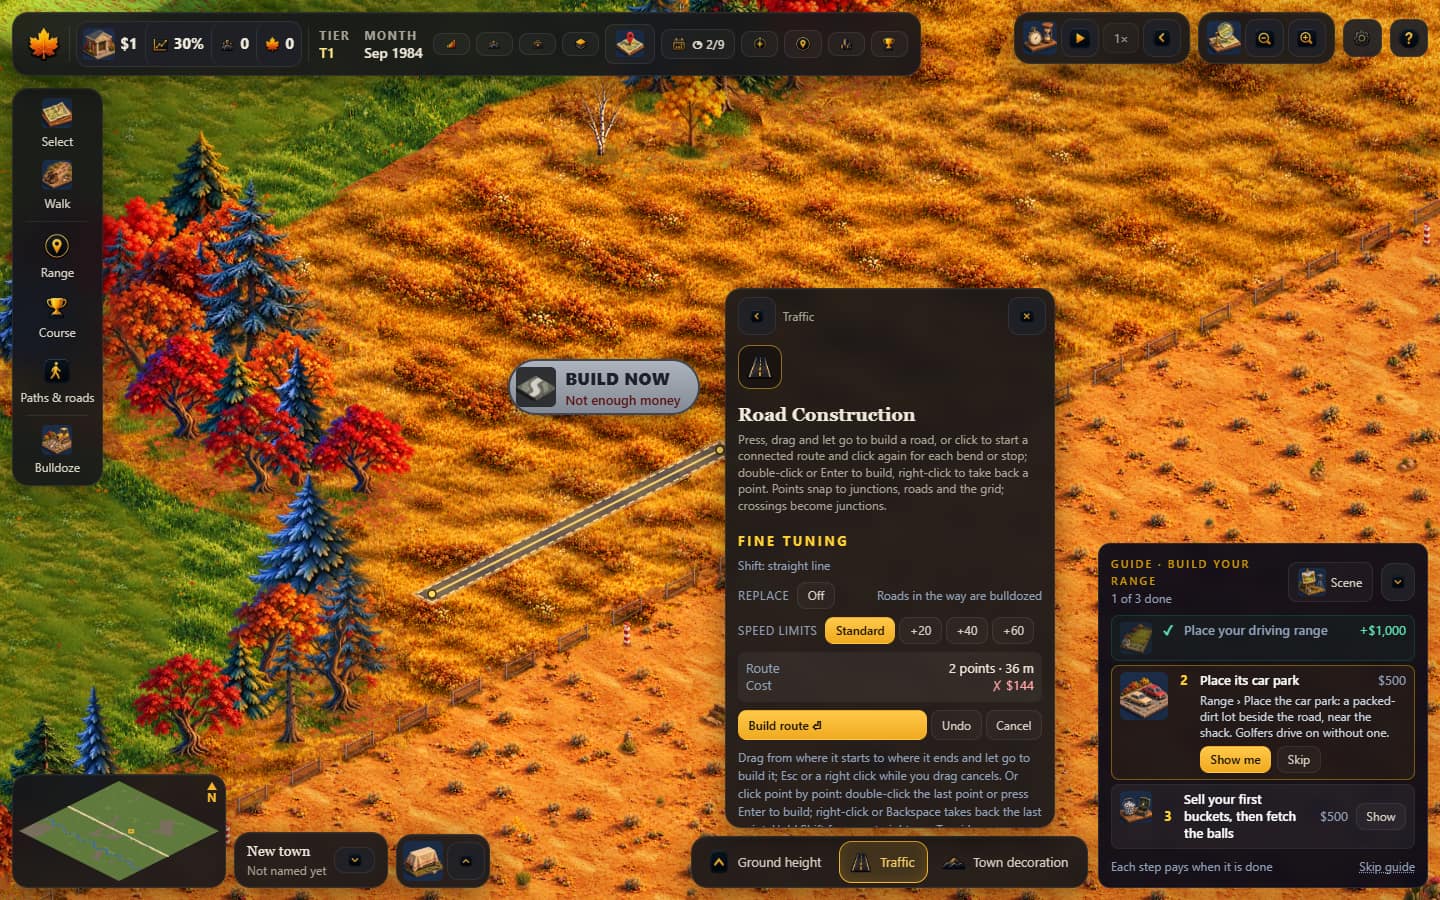 $1
30%
0
0
TIER
T1
MONTH
Sep 1984
2/9
1×
?
Select
Walk
Range
Course
Paths & roads
Bulldoze
BUILD NOW
Not enough money
Traffic
Road Construction
Press, drag and let go to build a road, or click to start a
connected route and click again for each bend or stop;
double-click or Enter to build, right-click to take back a
point. Points snap to junctions, roads and the grid;
crossings become junctions.
FINE TUNING
Shift: straight line
REPLACE Off Roads in the way are bulldozed
SPEED LIMITS Standard +20 +40 +60
Route 2 points · 36 m
Cost ✗ $144
Build route ⏎ Undo Cancel
Drag from where it starts to where it ends and let go to
build it; Esc or a right click while you drag cancels. Or
click point by point: double-click the last point or press
Enter to build; right-click or Backspace takes back the last
GUIDE · BUILD YOUR
RANGE
1 of 3 done
Scene
✓ Place your driving range +$1,000
2 Place its car park $500
Range › Place the car park: a packed-
dirt lot beside the road, near the
shack. Golfers drive on without one.
Show me Skip
3 Sell your first
buckets, then fetch
the balls
$500 Show
Each step pays when it is done Skip guide
N
New town
Not named yet
Ground height
Traffic
Town decoration